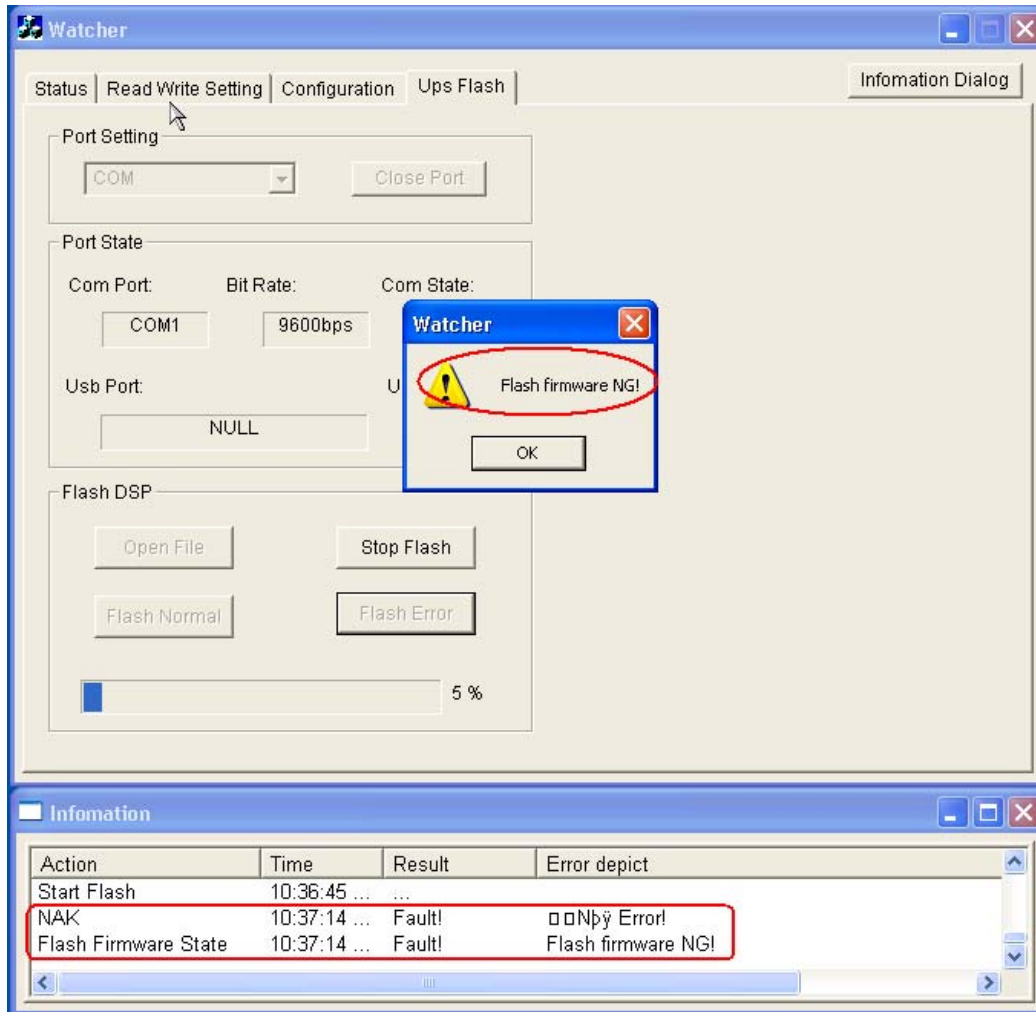 Watcher
Status Read Write Setting Configuration Ups Flash Infomation Dialog
Port Setting
COM Close Port
Port State
Com Port: Bit Rate: Com State:
COM1 9600bps
Usb Port: U
NULL
Watcher
Flash firmware NG!
OK
Flash DSP
Open File Stop Flash
Flash Normal Flash Error
5 %
Infomation
Action Time Result Error depict
Start Flash 10:36:45 ... ...
NAK 10:37:14 ... Fault! □□Nþÿ Error!
Flash Firmware State 10:37:14 ... Fault! Flash firmware NG!